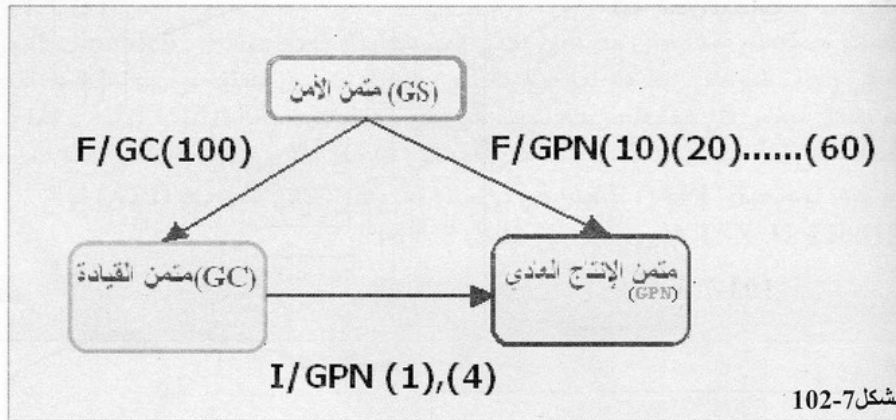 متمن الأمن (GS)
F/GC(100)
F/GPN(10)(20)......(60)
متمن القيادة (GC)
متمن الإنتاج العادي
(GPN)
I/GPN (1),(4)
شكل7-102